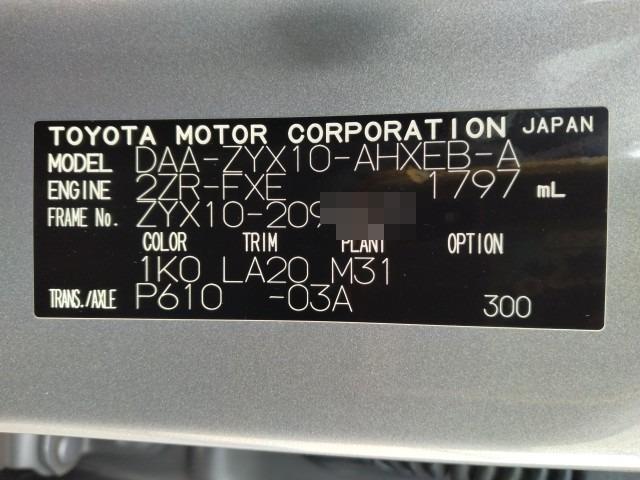 TOYOTA MOTOR CORPORATION JAPAN
MODEL DAA-ZYX10-AHXEB-A
ENGINE 2ZR-FXE 1797 mL
FRAME No. ZYX10-209
COLOR TRIM PLANT OPTION
1K0 LA20 M31
TRANS./AXLE P610 -03A 300